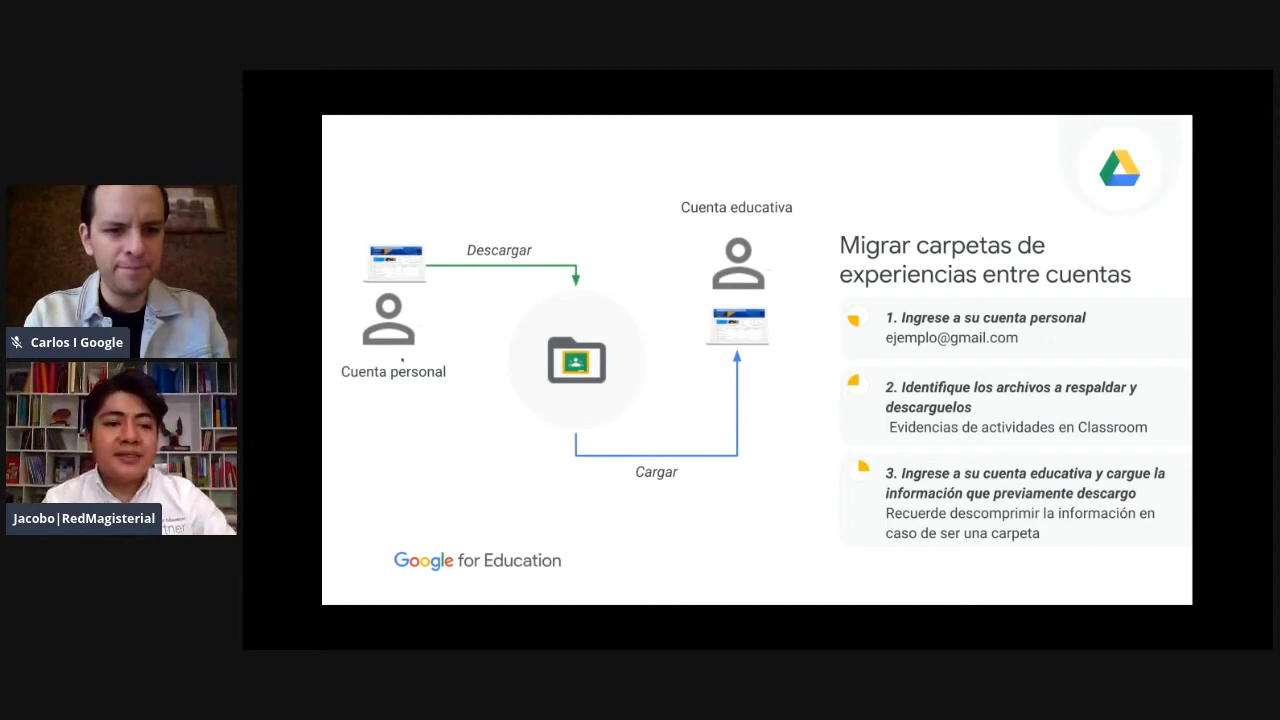 Carlos I Google
Jacobo|RedMagisterial
tner
Descargar
Cuenta personal
Cuenta educativa
Cargar
Google for Education
Migrar carpetas de
experiencias entre cuentas
1. Ingrese a su cuenta personal
ejemplo@gmail.com
2. Identifique los archivos a respaldar y
descarguelos
Evidencias de actividades en Classroom
3. Ingrese a su cuenta educativa y cargue la
información que previamente descargo
Recuerde descomprimir la información en
caso de ser una carpeta